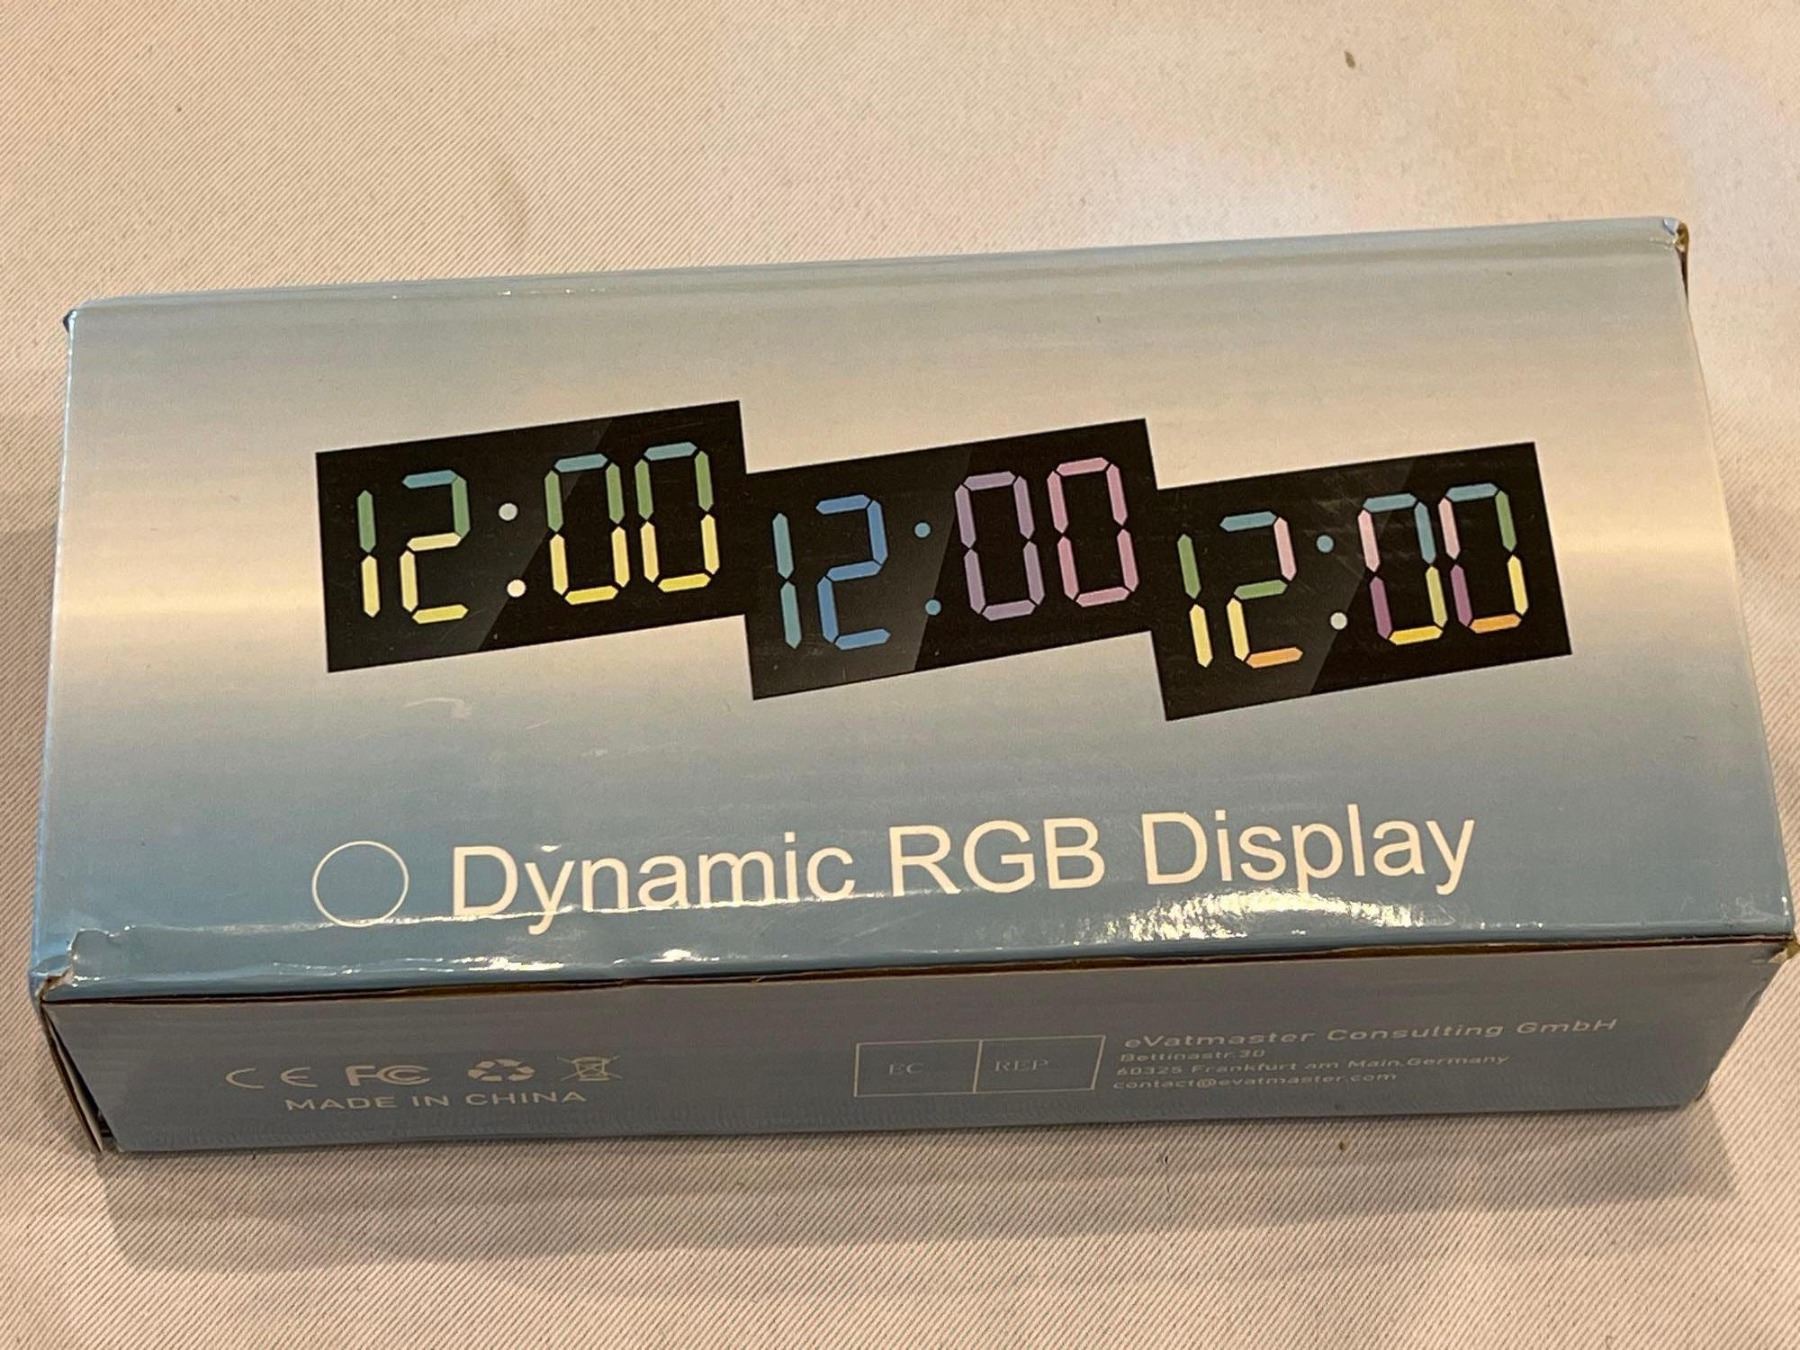 12:00
12:00
12:00
Dynamic RGB Display
CE FC
MADE IN CHINA
EC REP
eVatmaster Consulting GmbH
Bettinastr.30
60325 Frankfurt am Main.Germany
contact@evatmaster.com